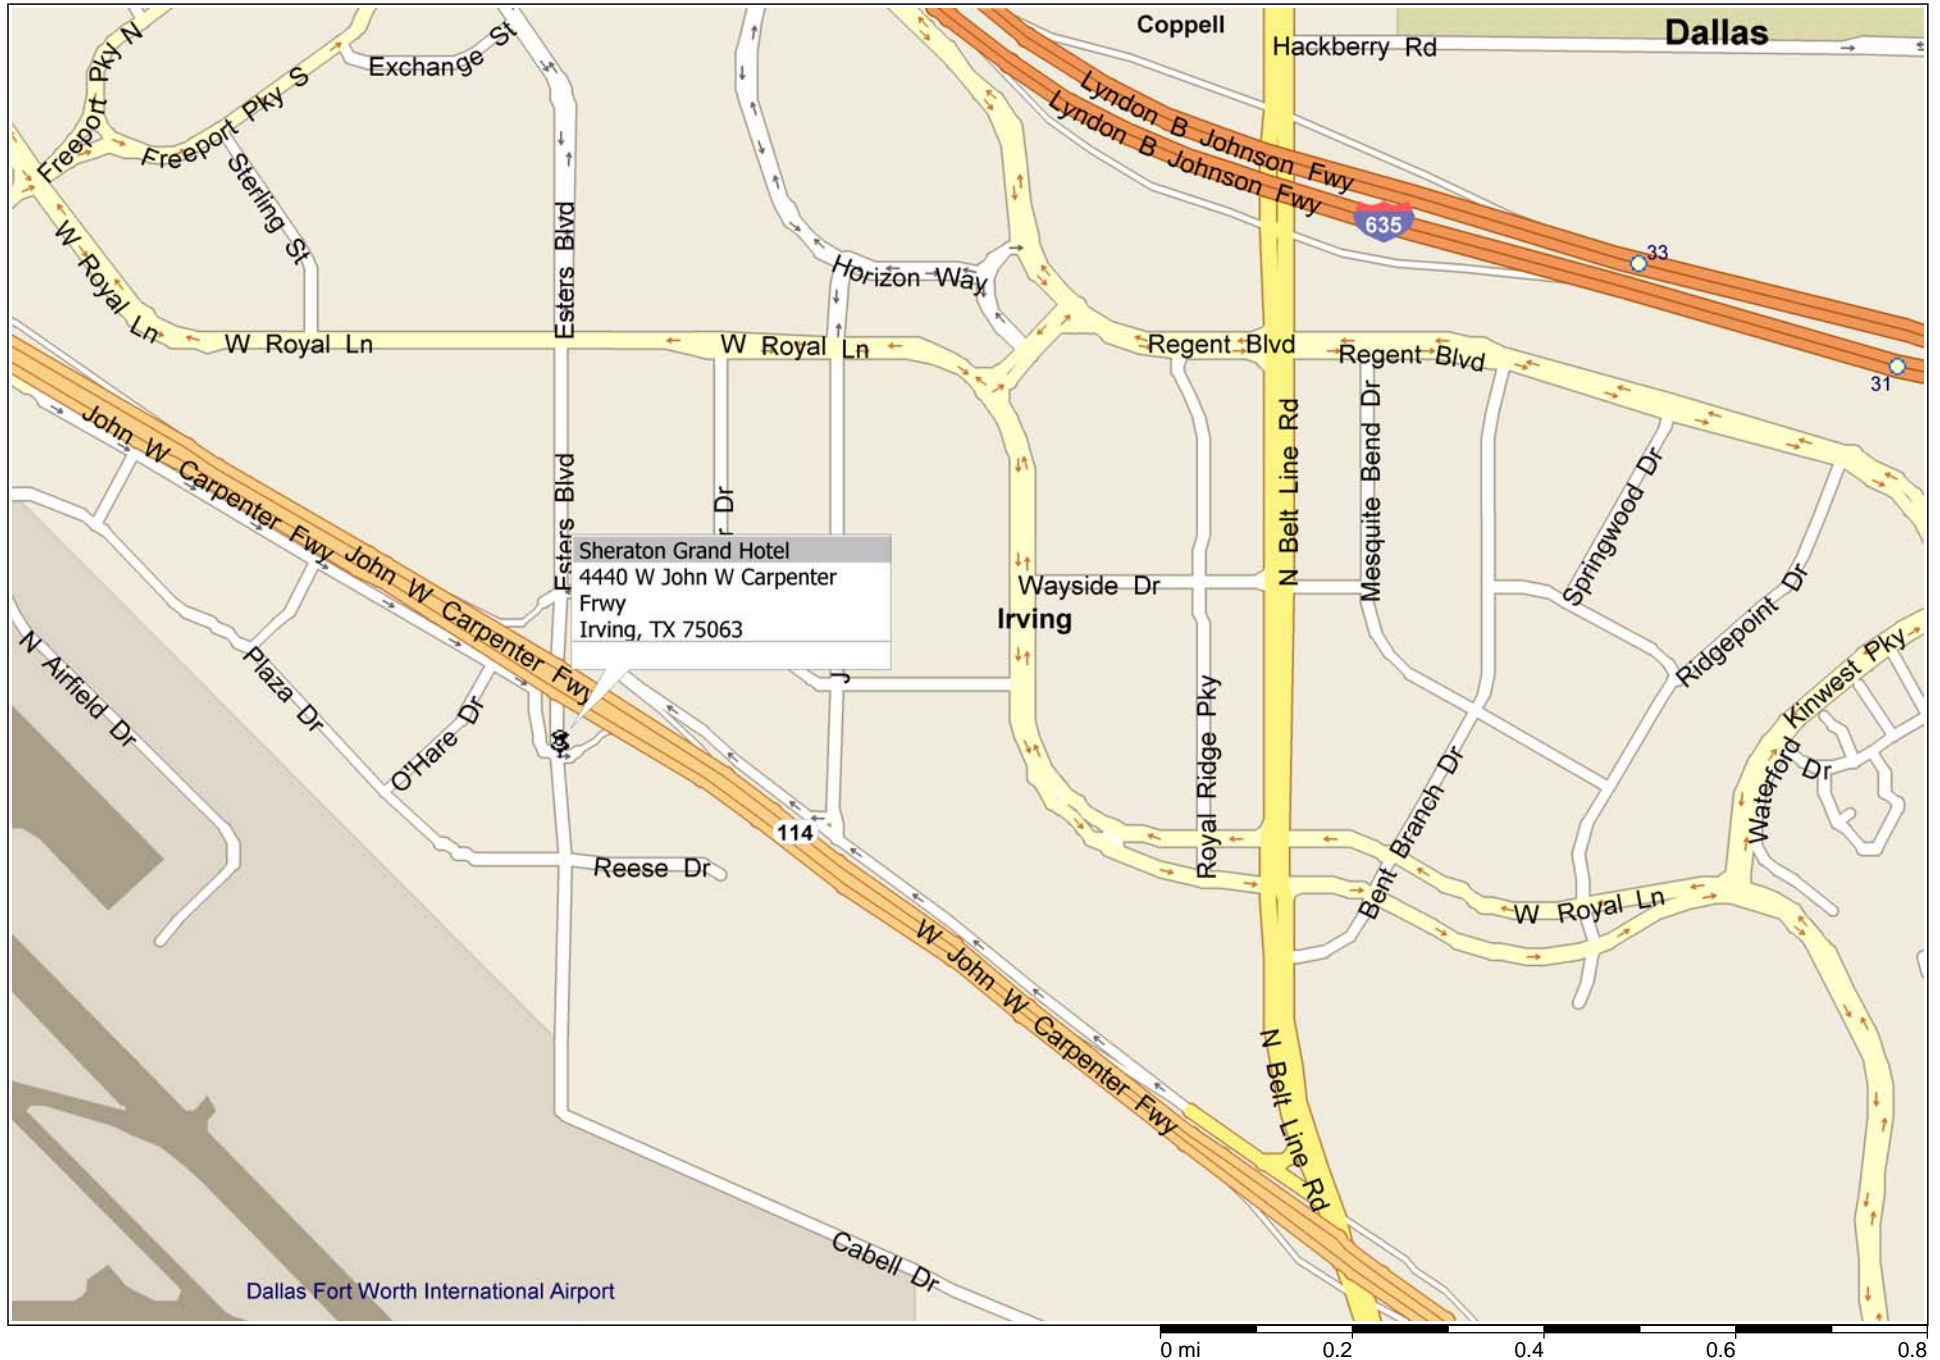 Coppell
Dallas
Hackberry Rd
Freeport Pky N
Exchange St
Freeport Pky S
Freeport
Sterling St
Lyndon B Johnson Fwy
Lyndon B Johnson Fwy
635
33
31
W Royal Ln
Esters Blvd
Horizon Way
W Royal Ln
W Royal Ln
Regent Blvd
Regent Blvd
John W Carpenter Fwy
John W Carpenter Fwy
Esters Blvd
Esters Blvd
r Dr
N Belt Line Rd
Mesquite Bend Dr
Springwood Dr
Sheraton Grand Hotel
4440 W John W Carpenter
Frwy
Irving, TX 75063
Wayside Dr
Irving
J
Ridgepoint Dr
Kinwest Pky
N Airfield Dr
Plaza Dr
O'Hare Dr
Royal Ridge Pky
Bent Branch Dr
Waterford Dr
114
Reese Dr
W Royal Ln
W John W Carpenter Fwy
N Belt Line Rd
Cabell Dr
Dallas Fort Worth International Airport
0 mi 0.2 0.4 0.6 0.8